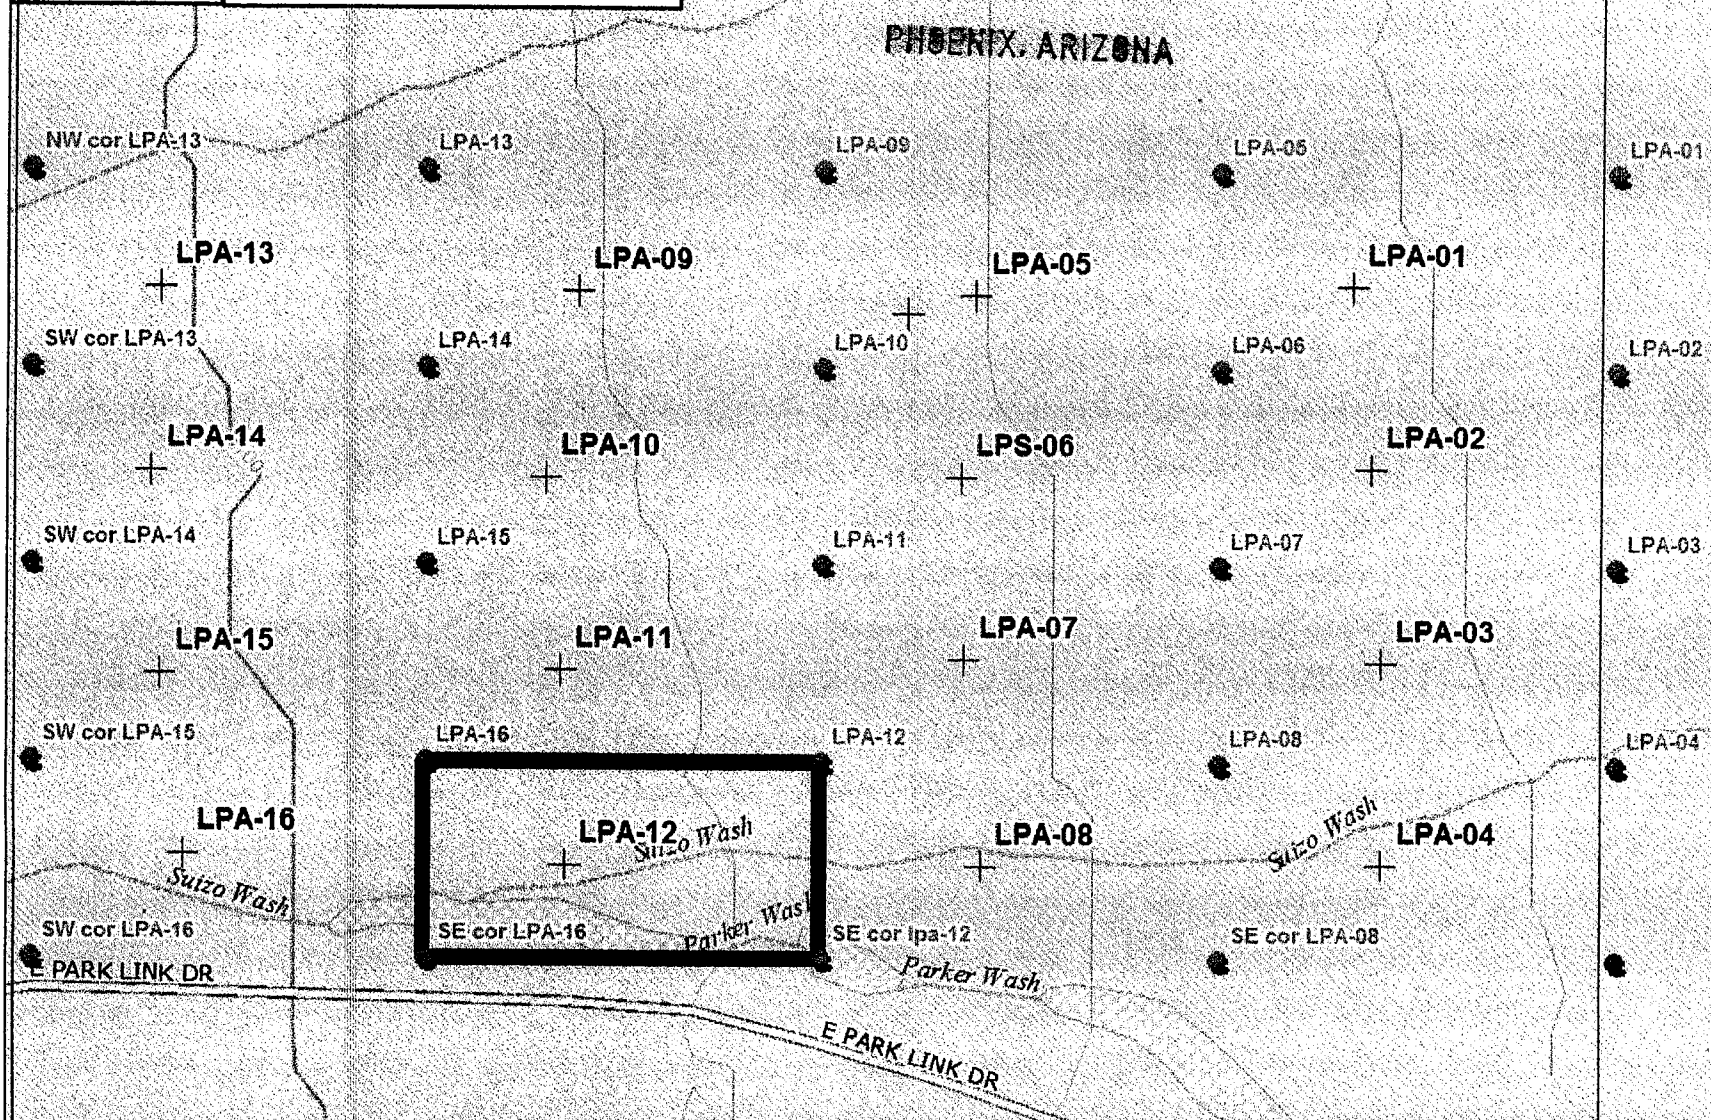 PHOENIX, ARIZONA
NW cor LPA-13
LPA-13
LPA-09
LPA-05
LPA-01
LPA-13
LPA-09
LPA-05
LPA-01
SW cor LPA-13
LPA-14
LPA-10
LPA-06
LPA-02
LPA-14
LPA-10
LPS-06
LPA-02
SW cor LPA-14
LPA-15
LPA-11
LPA-07
LPA-03
LPA-15
LPA-11
LPA-07
LPA-03
SW cor LPA-15
LPA-16
LPA-12
LPA-08
LPA-04
LPA-16
LPA-12
LPA-08
LPA-04
Suizo Wash
Suizo Wash
Suizo Wash
SW cor LPA-16
SE cor LPA-16
Parker Wash
SE cor lpa-12
SE cor LPA-08
E PARK LINK DR
Parker Wash
E PARK LINK DR